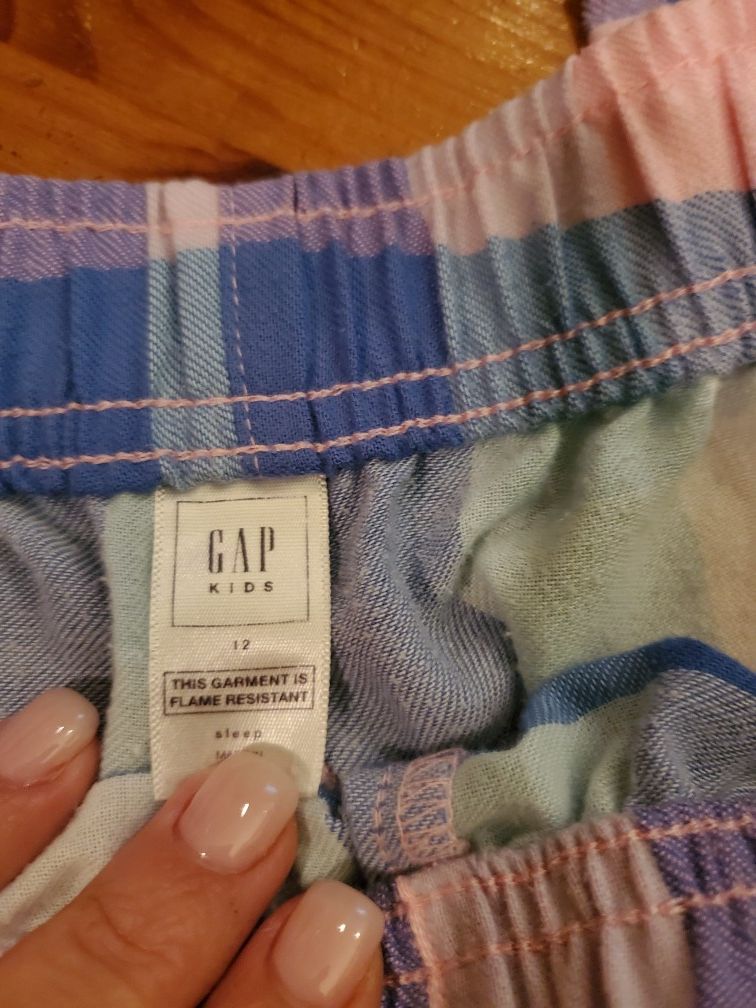 GAP
KIDS
12
THIS GARMENT IS
FLAME RESISTANT
sleep